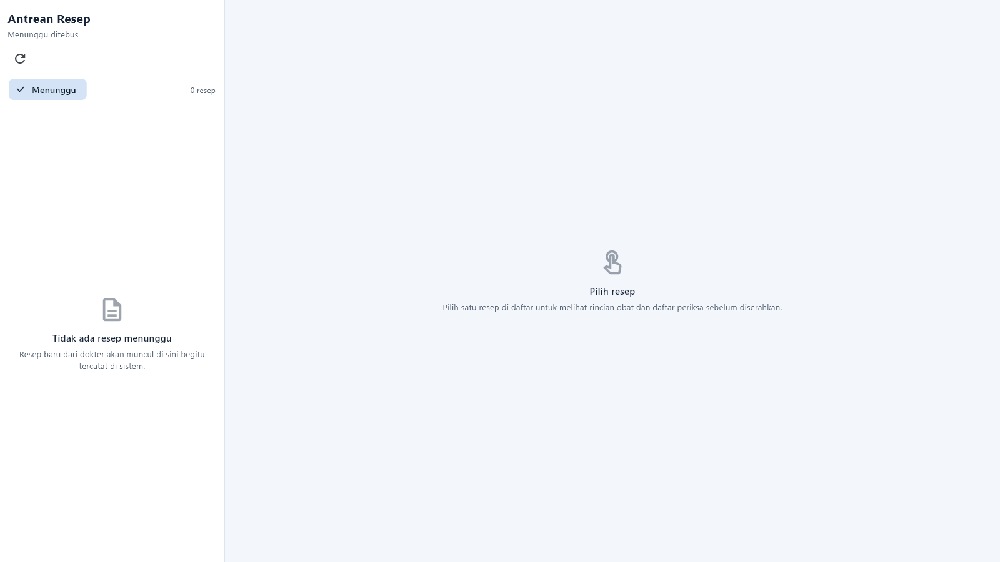 Antrean Resep
Menunggu ditebus
Menunggu
0 resep
Tidak ada resep menunggu
Resep baru dari dokter akan muncul di sini begitu
tercatat di sistem.
Pilih resep
Pilih satu resep di daftar untuk melihat rincian obat dan daftar periksa sebelum diserahkan.